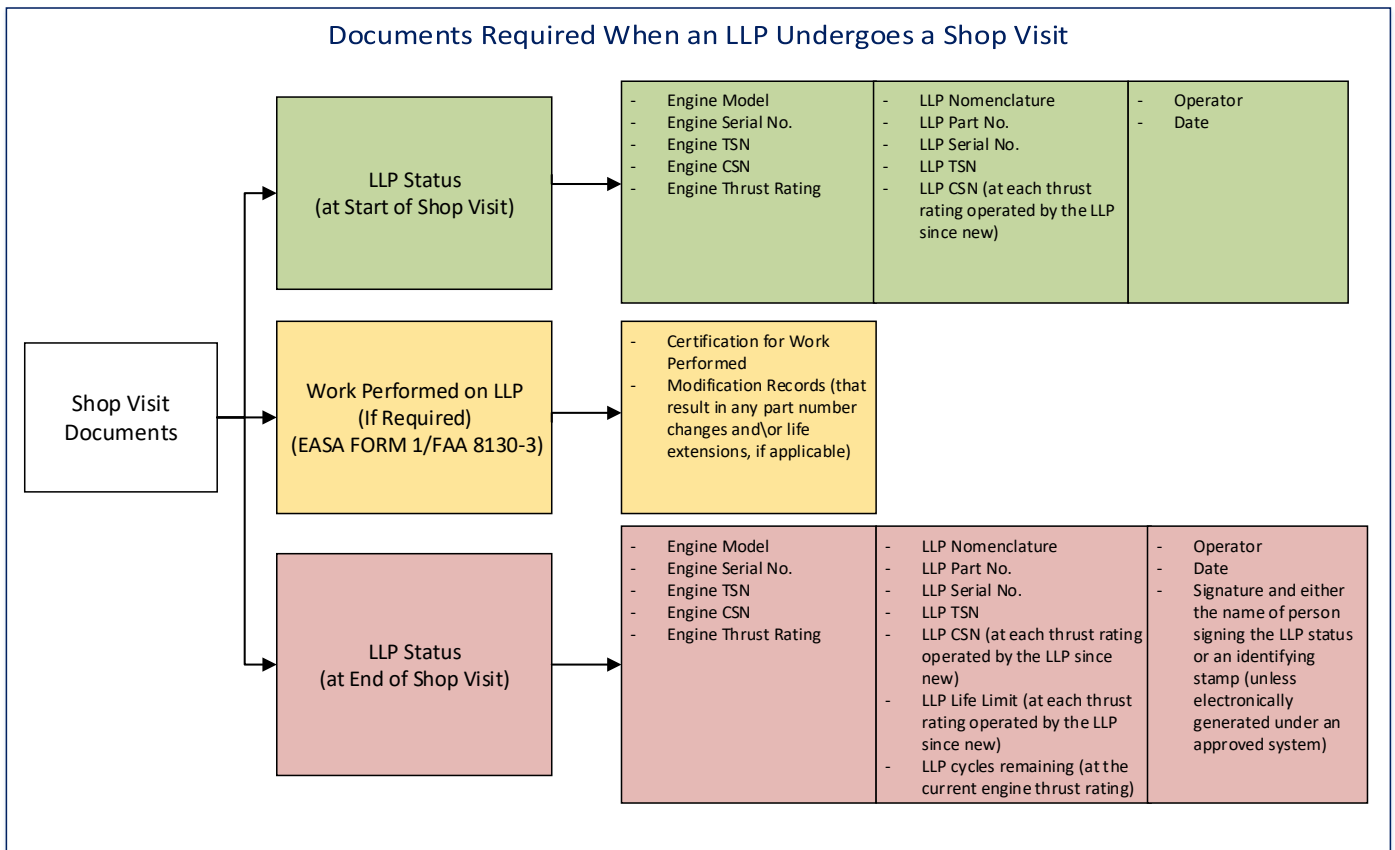 Documents Required When an LLP Undergoes a Shop Visit
Shop Visit
Documents
LLP Status
(at Start of Shop Visit)
- Engine Model
- Engine Serial No.
- Engine TSN
- Engine CSN
- Engine Thrust Rating
- LLP Nomenclature
- LLP Part No.
- LLP Serial No.
- LLP TSN
- LLP CSN (at each thrust
rating operated by the LLP
since new)
- Operator
- Date
Work Performed on LLP
(If Required)
(EASA FORM 1/FAA 8130-3)
- Certification for Work
Performed
- Modification Records (that
result in any part number
changes and\or life
extensions, if applicable)
LLP Status
(at End of Shop Visit)
- Engine Model
- Engine Serial No.
- Engine TSN
- Engine CSN
- Engine Thrust Rating
- LLP Nomenclature
- LLP Part No.
- LLP Serial No.
- LLP TSN
- LLP CSN (at each thrust rating
operated by the LLP since
new)
- LLP Life Limit (at each thrust
rating operated by the LLP
since new)
- LLP cycles remaining (at the
current engine thrust rating)
- Operator
- Date
- Signature and either
the name of person
signing the LLP status
or an identifying
stamp (unless
electronically
generated under an
approved system)